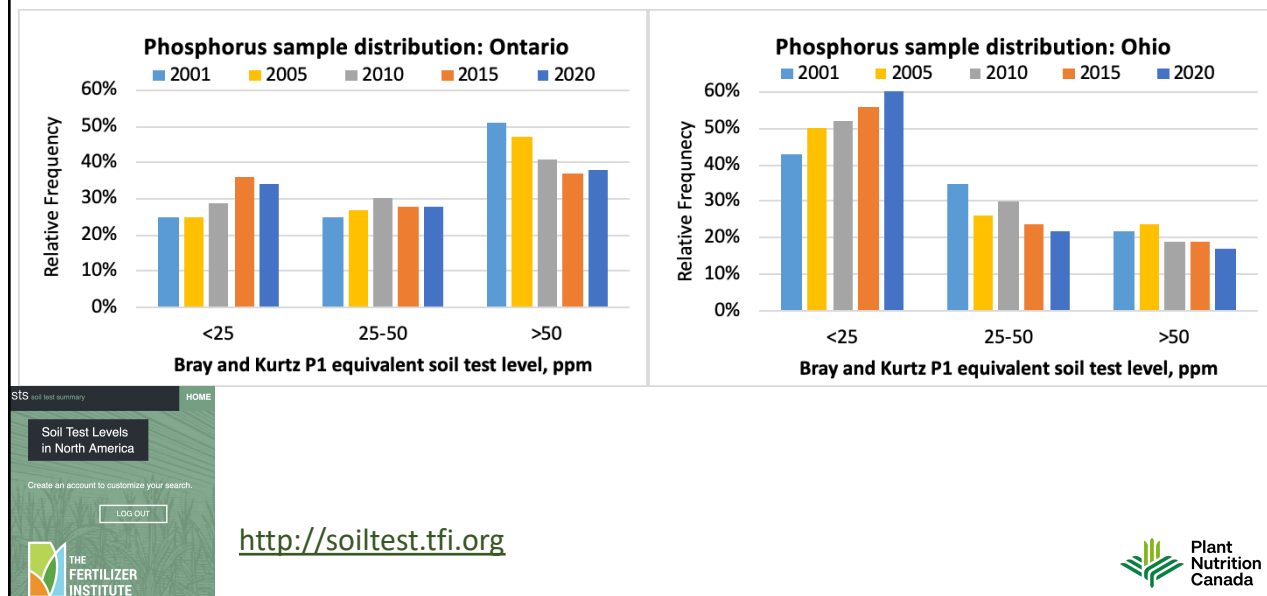 Phosphorus sample distribution: Ontario
2001 2005 2010 2015 2020
Relative Frequency
60%
50%
40%
30%
20%
10%
0%
<25 25-50 >50
Bray and Kurtz P1 equivalent soil test level, ppm
Phosphorus sample distribution: Ohio
2001 2005 2010 2015 2020
Relative Frequnecy
60%
50%
40%
30%
20%
10%
0%
<25 25-50 >50
Bray and Kurtz P1 equivalent soil test level, ppm
sts soil test summary HOME
Soil Test Levels
in North America
Create an account to customize your search.
LOG OUT
THE
FERTILIZER
INSTITUTE
http://soiltest.tfi.org
Plant
Nutrition
Canada